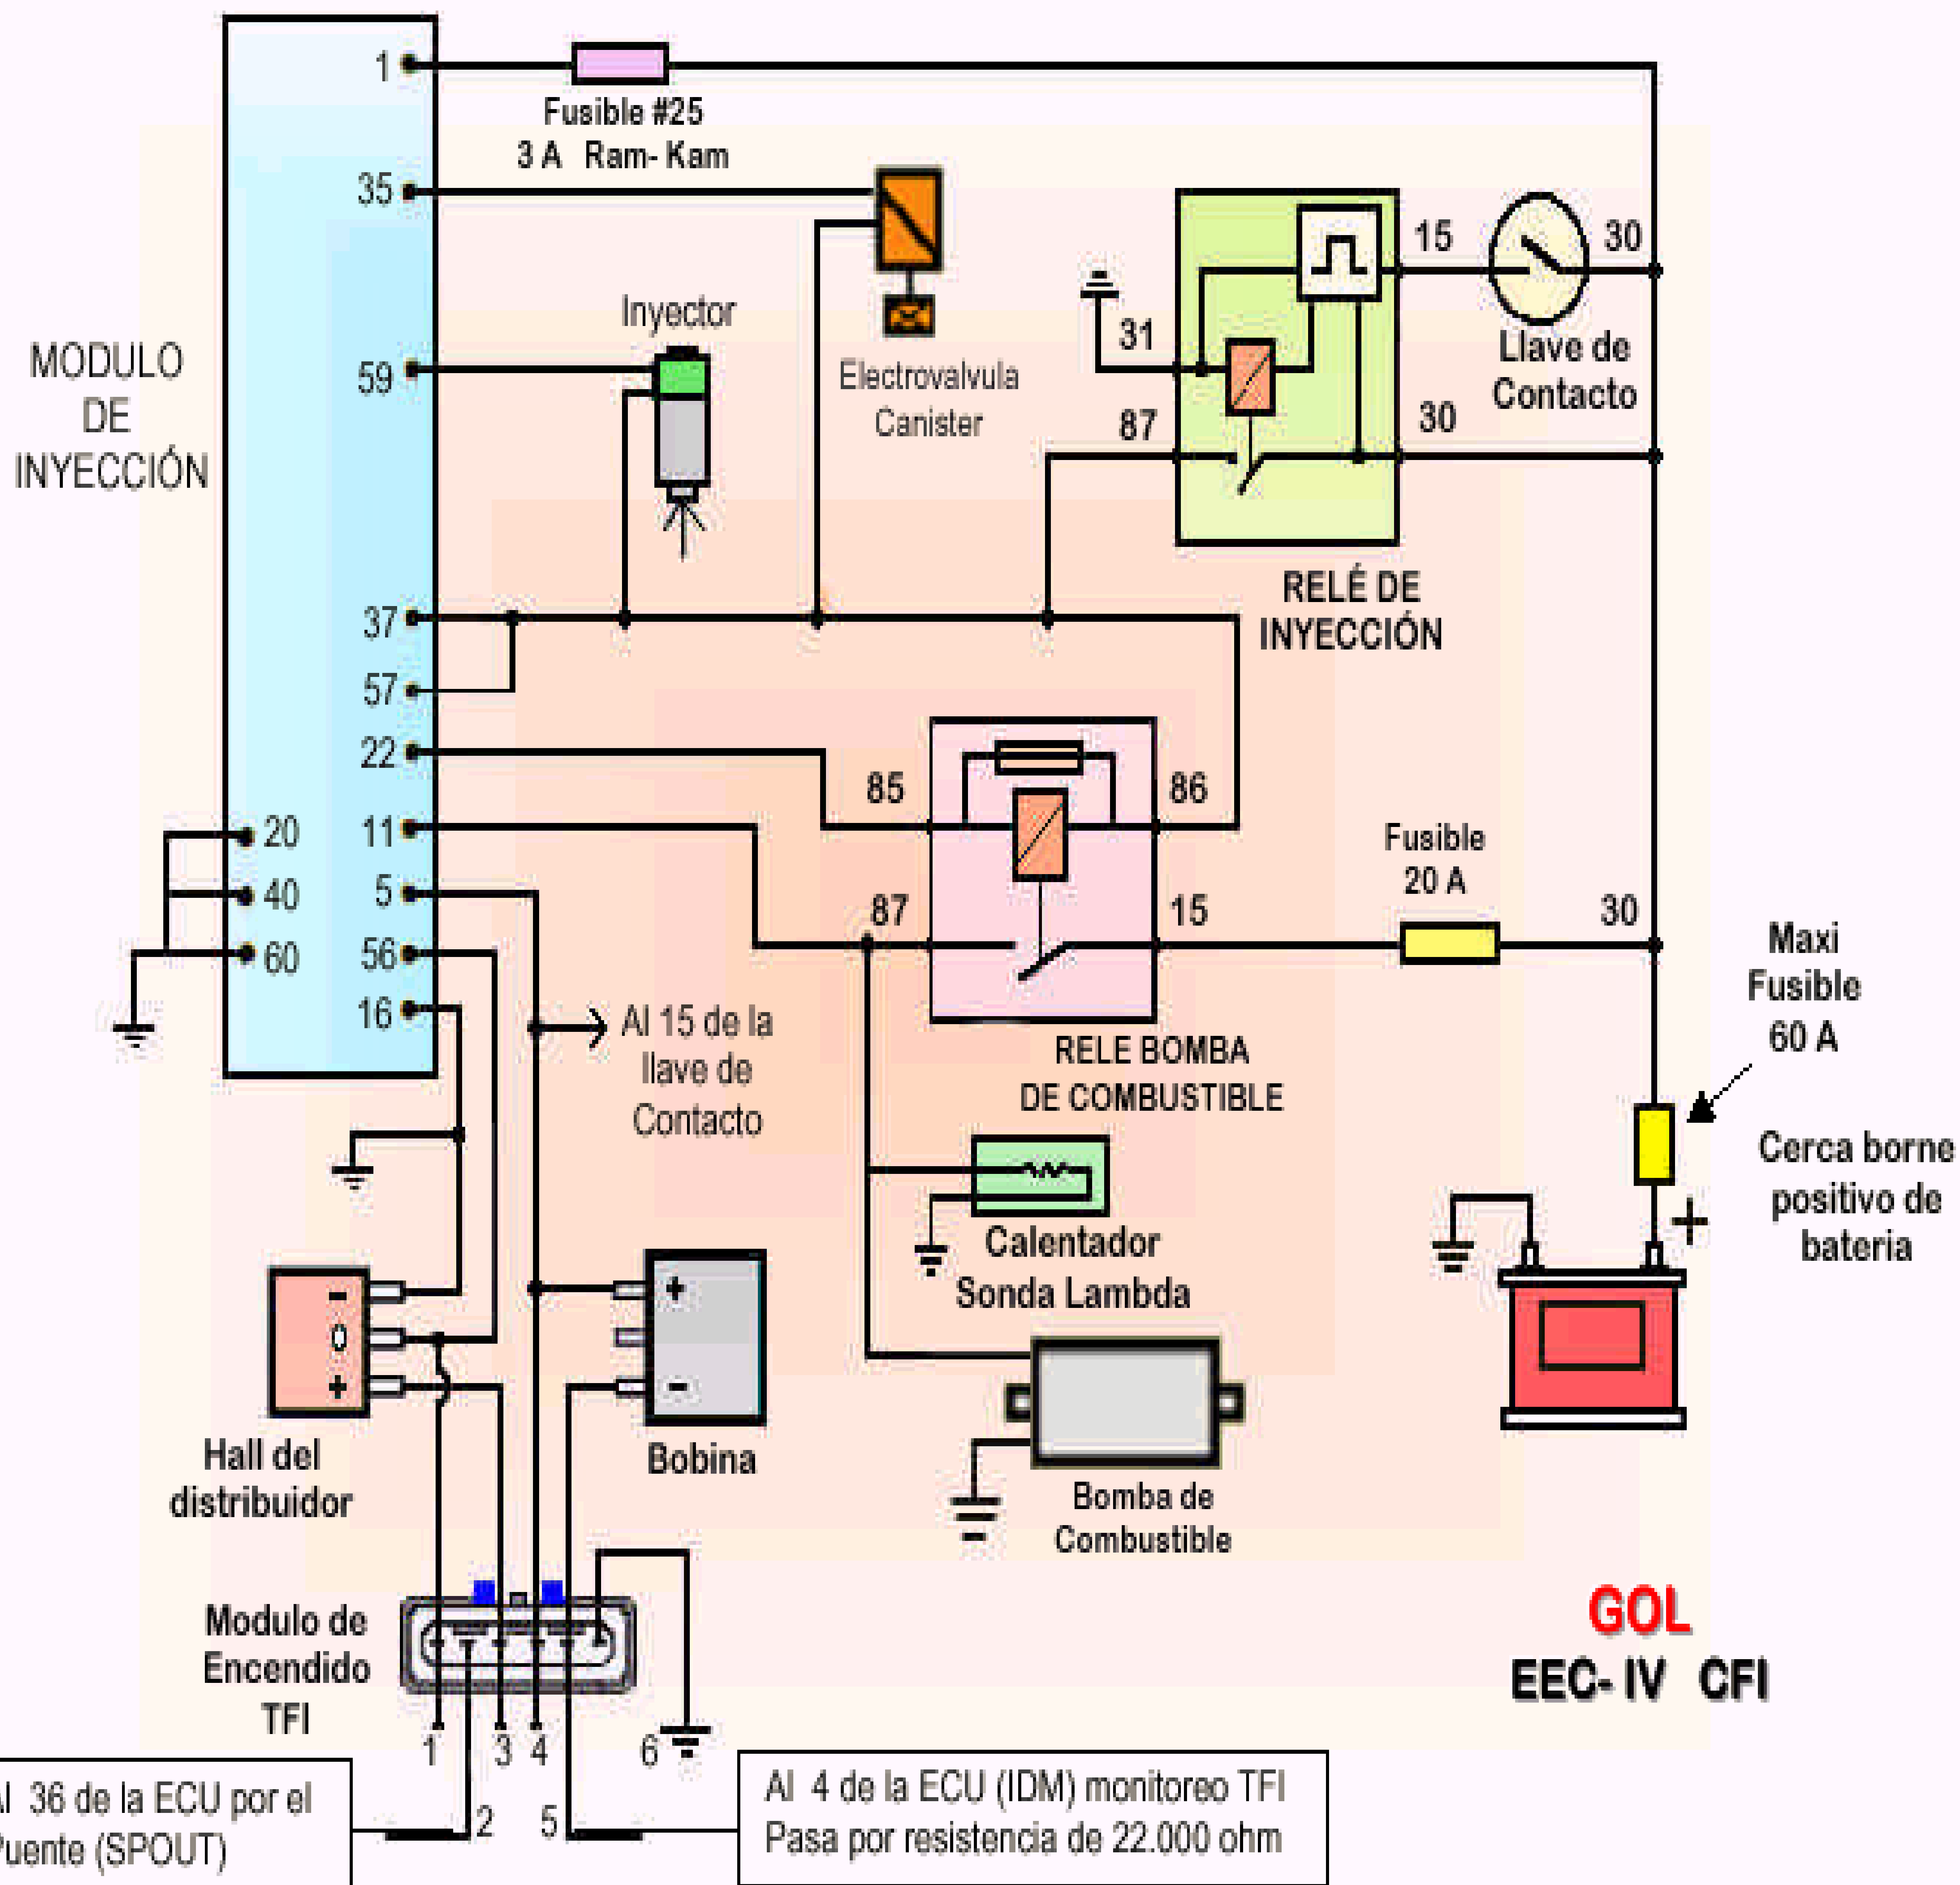 1
Fusible #25
3 A Ram- Kam
35
15
30
Inyector
31
Llave de
Contacto
MODULO
DE
INYECCIÓN
59
Electrovalvula
Canister
87
30
RELÉ DE
INYECCIÓN
37
57
22
85
86
20
11
Fusible
20 A
40
5
87
15
30
60
56
16
Maxi
Fusible
60 A
Al 15 de la
llave de
Contacto
RELE BOMBA
DE COMBUSTIBLE
Cerca borne
positivo de
bateria
+
Calentador
Sonda Lambda
-
0
+
+
-
Hall del
distribuidor
Bobina
Bomba de
Combustible
Modulo de
Encendido
TFI
GOL
EEC- IV CFI
1
3
4
6
2
5
Al 36 de la ECU por el
Puente (SPOUT)
Al 4 de la ECU (IDM) monitoreo TFI
Pasa por resistencia de 22.000 ohm